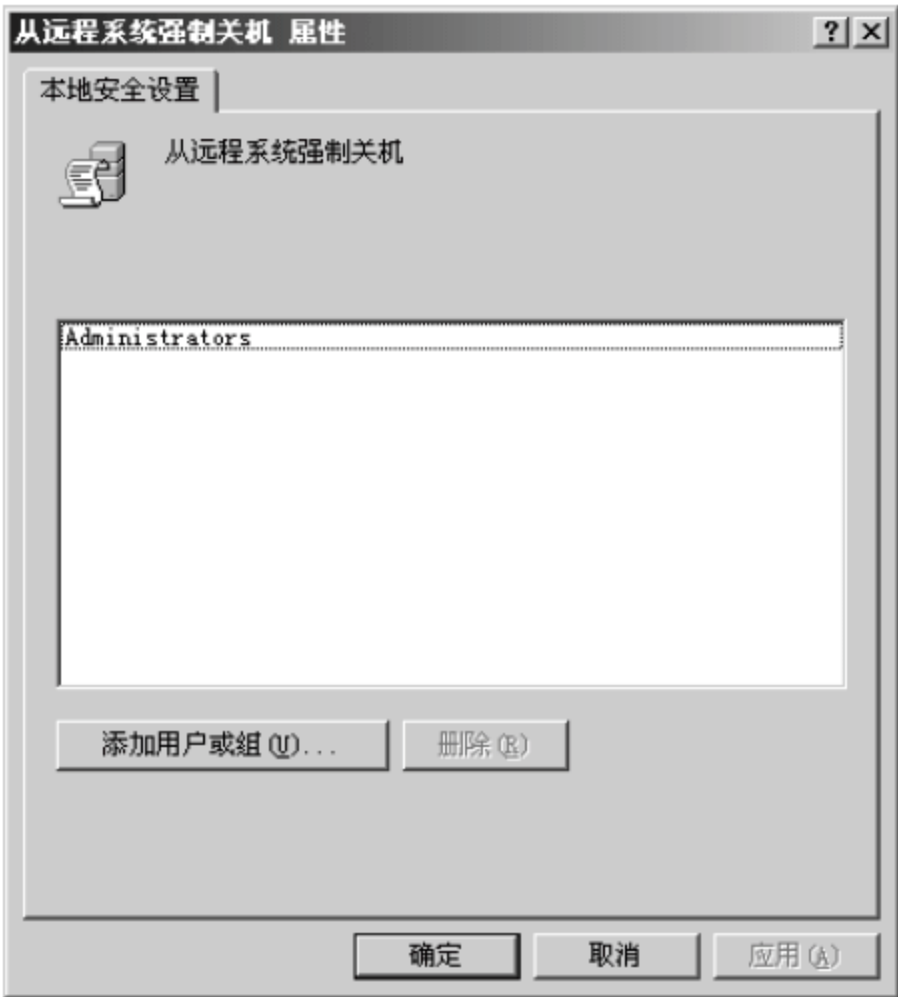 从远程系统强制关机 属性
本地安全设置
从远程系统强制关机
Administrators
添加用户或组(U)...
删除(R)
确定
取消
应用(A)